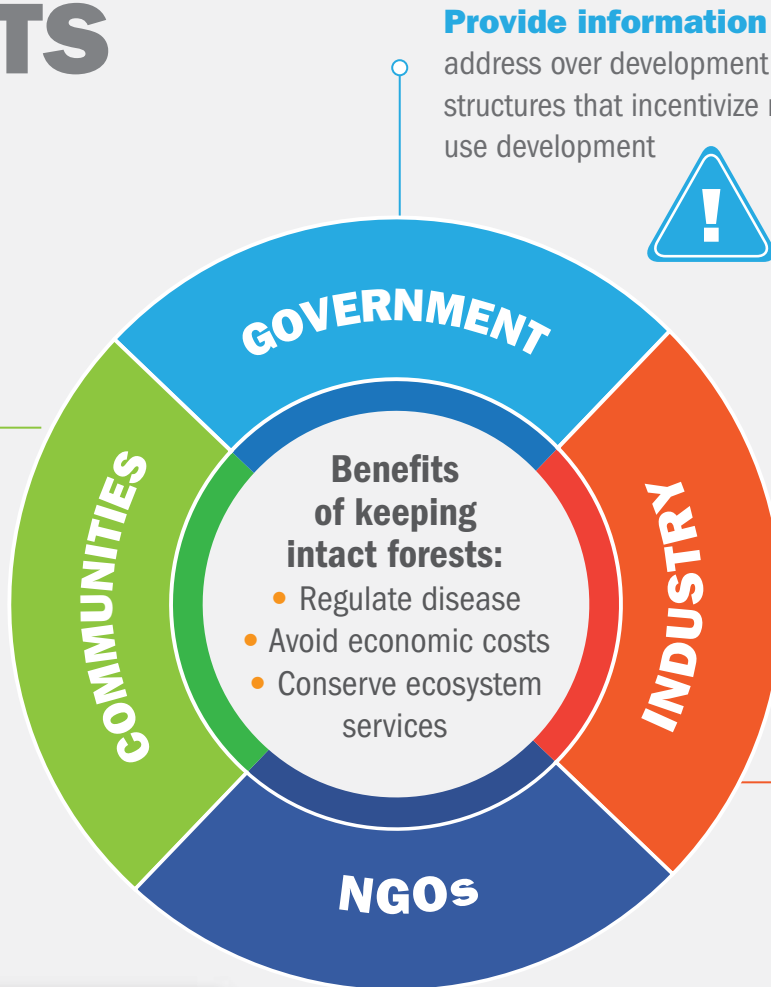 TS
Provide information
address over development
structures that incentivize
use development
!
GOVERNMENT
COMMUNITIES
INDUSTRY
Benefits
of keeping
intact forests:
• Regulate disease
• Avoid economic costs
• Conserve ecosystem
services
NGOs